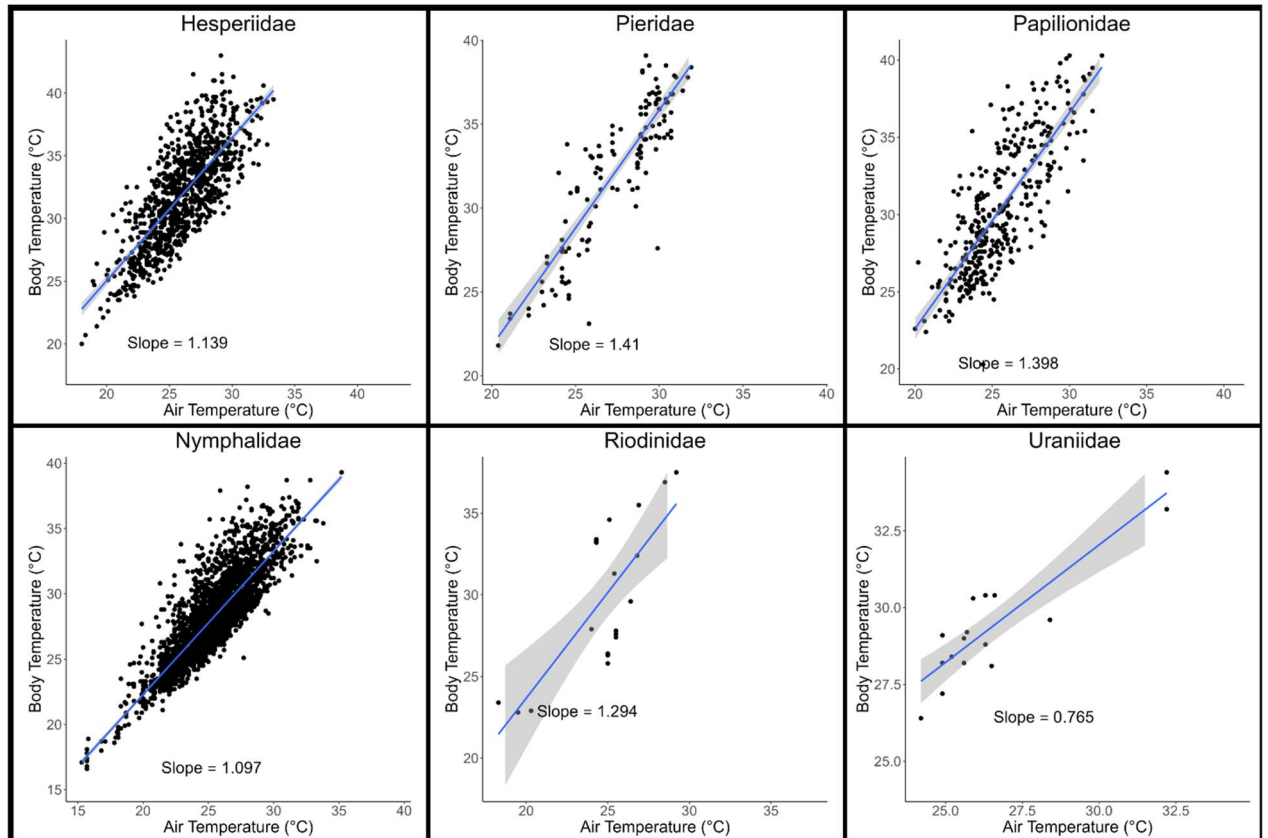 Hesperiidae
Body Temperature (°C)
40
35
30
25
20
Slope = 1.139
20 25 30 35 40
Air Temperature (°C)
Pieridae
Body Temperature (°C)
40
35
30
25
20
Slope = 1.41
20 25 30 35 40
Air Temperature (°C)
Papilionidae
Body Temperature (°C)
40
35
30
25
20
Slope = 1.398
20 25 30 35 40
Air Temperature (°C)
Nymphalidae
Body Temperature (°C)
40
35
30
25
20
15
Slope = 1.097
15 20 25 30 35 40
Air Temperature (°C)
Riodinidae
Body Temperature (°C)
35
30
25
20
Slope = 1.294
20 25 30 35
Air Temperature (°C)
Uraniidae
Body Temperature (°C)
32.5
30.0
27.5
25.0
Slope = 0.765
25.0 27.5 30.0 32.5
Air Temperature (°C)